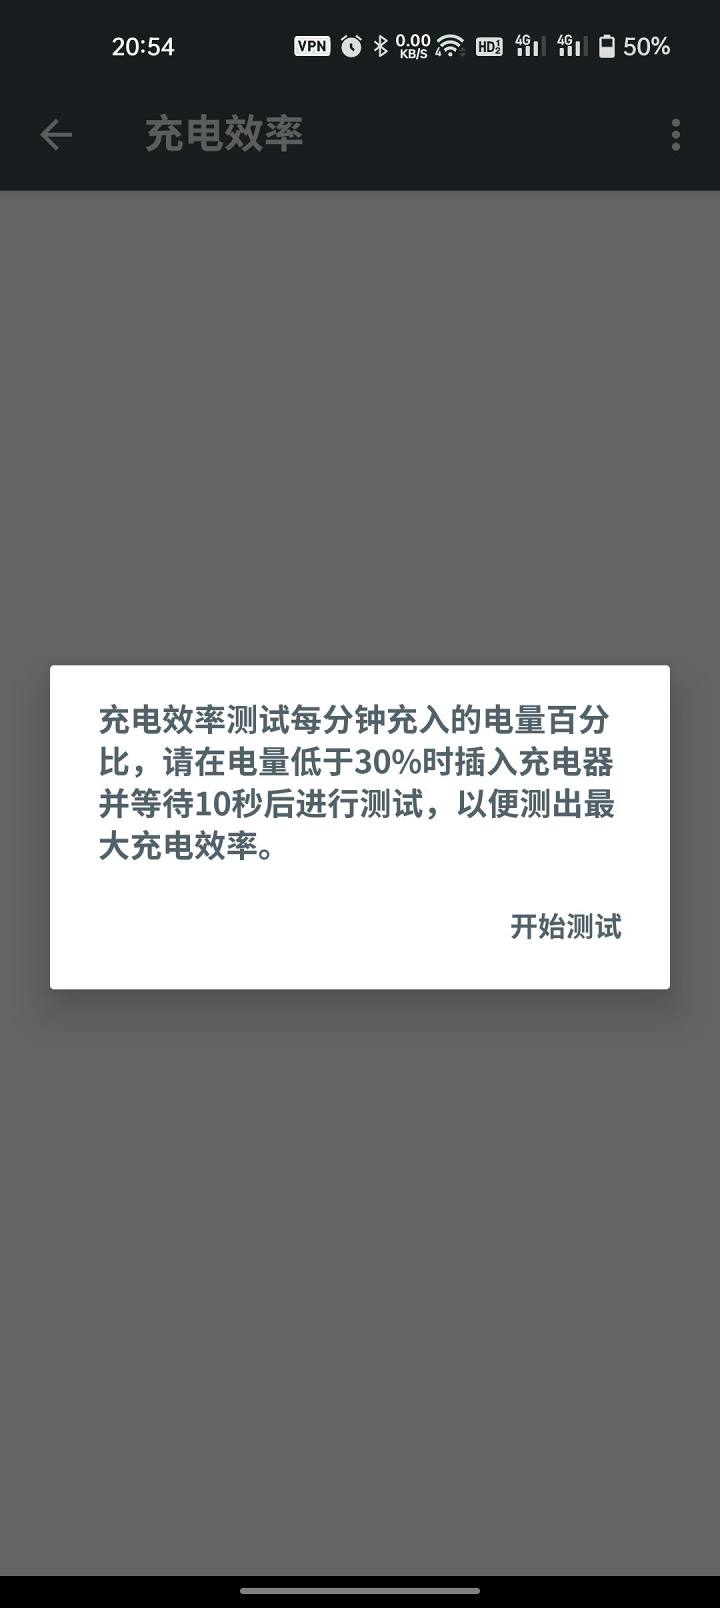 20:54 VPN 0.00 KB/S 4 HD 1 2 4G 4G 50%
充电效率
充电效率测试每分钟充入的电量百分
比，请在电量低于30%时插入充电器
并等待10秒后进行测试，以便测出最
大充电效率。
开始测试